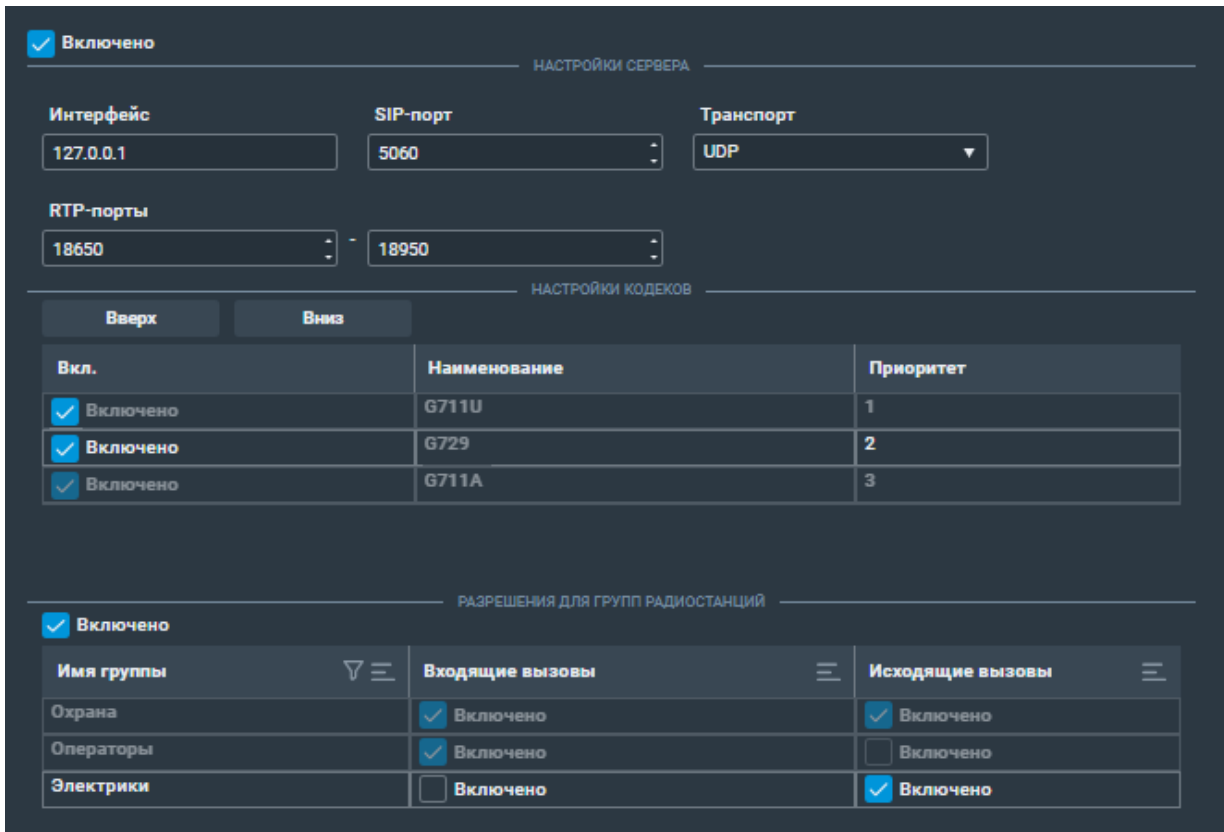 Включено
НАСТРОЙКИ СЕРВЕРА
Интерфейс SIP-порт Транспорт
127.0.0.1 5060 UDP
RTP-порты
18650 - 18950
НАСТРОЙКИ КОДЕКОВ
Вверх Вниз
Вкл. Наименование Приоритет
Включено G711U 1
Включено G729 2
Включено G711A 3
РАЗРЕШЕНИЯ ДЛЯ ГРУПП РАДИОСТАНЦИЙ
Включено
Имя группы Входящие вызовы Исходящие вызовы
Охрана Включено Включено
Операторы Включено Включено
Электрики Включено Включено